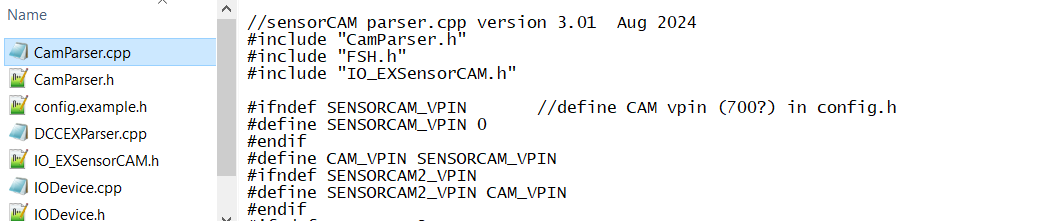 Name
CamParser.cpp
CamParser.h
config.example.h
DCCEXParser.cpp
IO_EXSensorCAM.h
IODevice.cpp
IODevice.h
//sensorCAM parser.cpp version 3.01  Aug 2024
#include "CamParser.h"
#include "FSH.h"
#include "IO_EXSensorCAM.h"
#ifndef SENSORCAM_VPIN       //define CAM vpin (700?) in config.h
#define SENSORCAM_VPIN 0
#endif
#define CAM_VPIN SENSORCAM_VPIN
#ifndef SENSORCAM2_VPIN
#define SENSORCAM2_VPIN CAM_VPIN
#endif